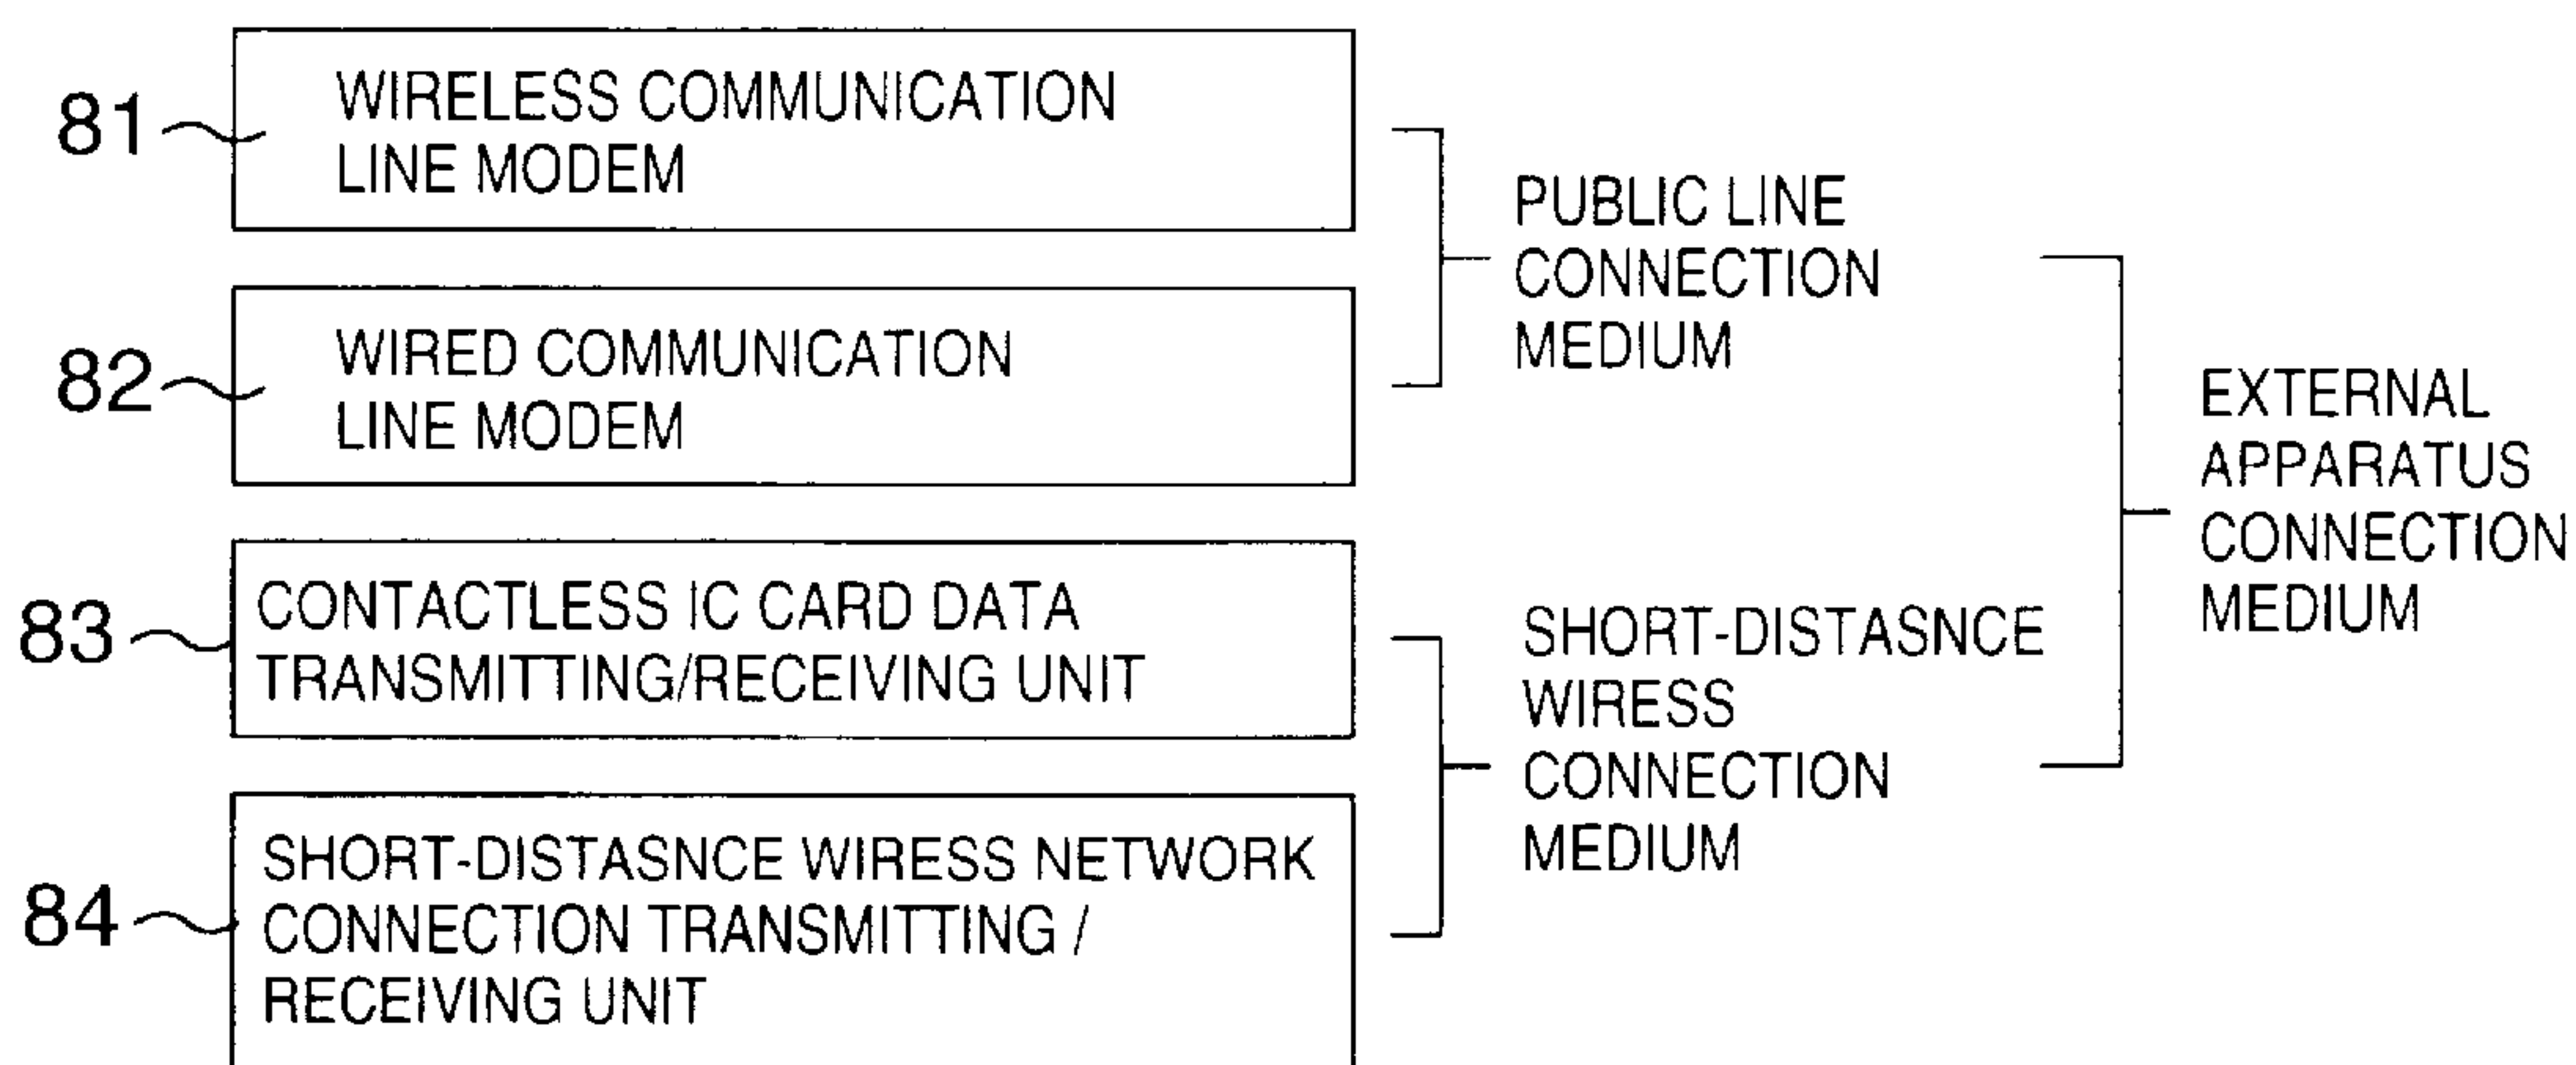 81
WIRELESS COMMUNICATION
LINE MODEM
82
WIRED COMMUNICATION
LINE MODEM
PUBLIC LINE
CONNECTION
MEDIUM
83
CONTACTLESS IC CARD DATA
TRANSMITTING/RECEIVING UNIT
84
SHORT-DISTASNCE WIRESS NETWORK
CONNECTION TRANSMITTING /
RECEIVING UNIT
SHORT-DISTASNCE
WIRESS
CONNECTION
MEDIUM
EXTERNAL
APPARATUS
CONNECTION
MEDIUM